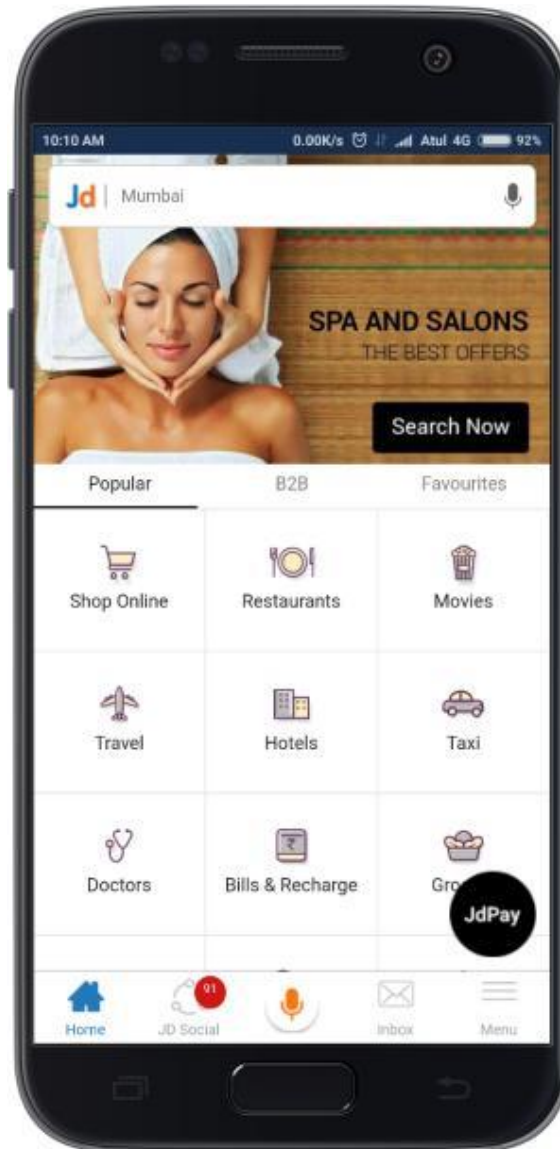 10:10 AM 0.00K/s Atul 4G 92%
Jd Mumbai
SPA AND SALONS
THE BEST OFFERS
Search Now
Popular B2B Favourites
Shop Online Restaurants Movies
Travel Hotels Taxi
Doctors Bills & Recharge Gro
JdPay
91
Home JD Social Inbox Menu